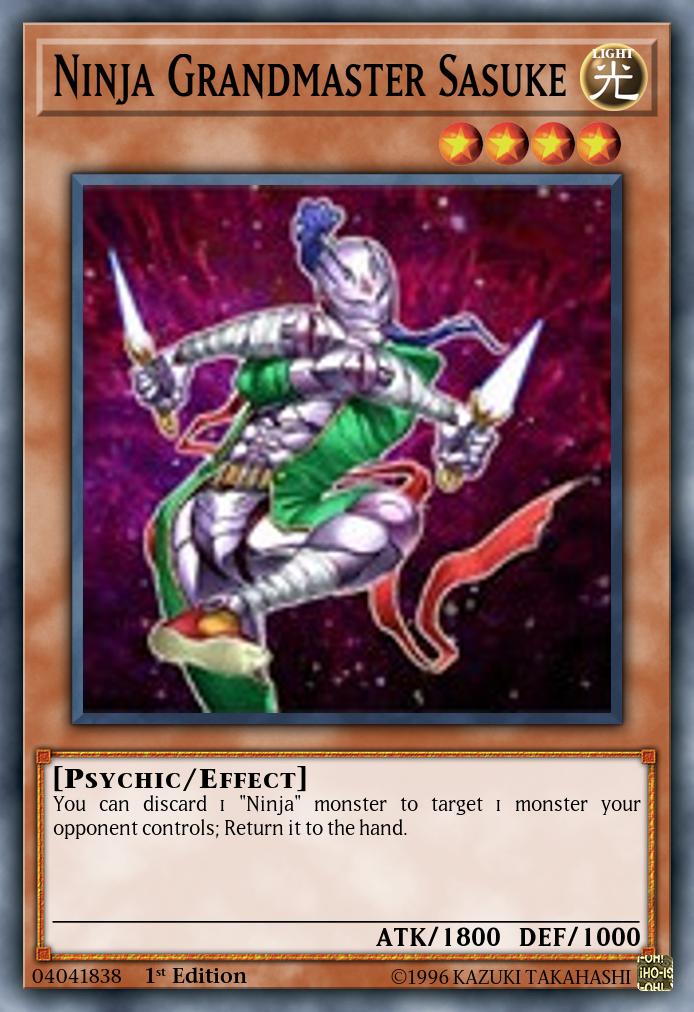 Ninja Grandmaster Sasuke
LIGHT
光
[Psychic/Effect]
You can discard 1 "Ninja" monster to target 1 monster your
opponent controls; Return it to the hand.
ATK/1800 DEF/1000
04041838 1st Edition ©1996 KAZUKI TAKAHASHI